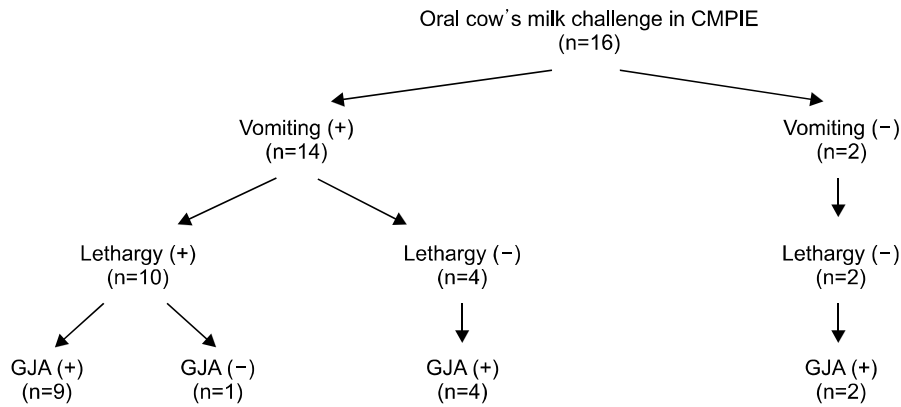 Oral cow's milk challenge in CMPIE
(n=16)
Vomiting (+)
(n=14)
Vomiting (−)
(n=2)
Lethargy (+)
(n=10)
Lethargy (−)
(n=4)
Lethargy (−)
(n=2)
GJA (+)
(n=9)
GJA (−)
(n=1)
GJA (+)
(n=4)
GJA (+)
(n=2)